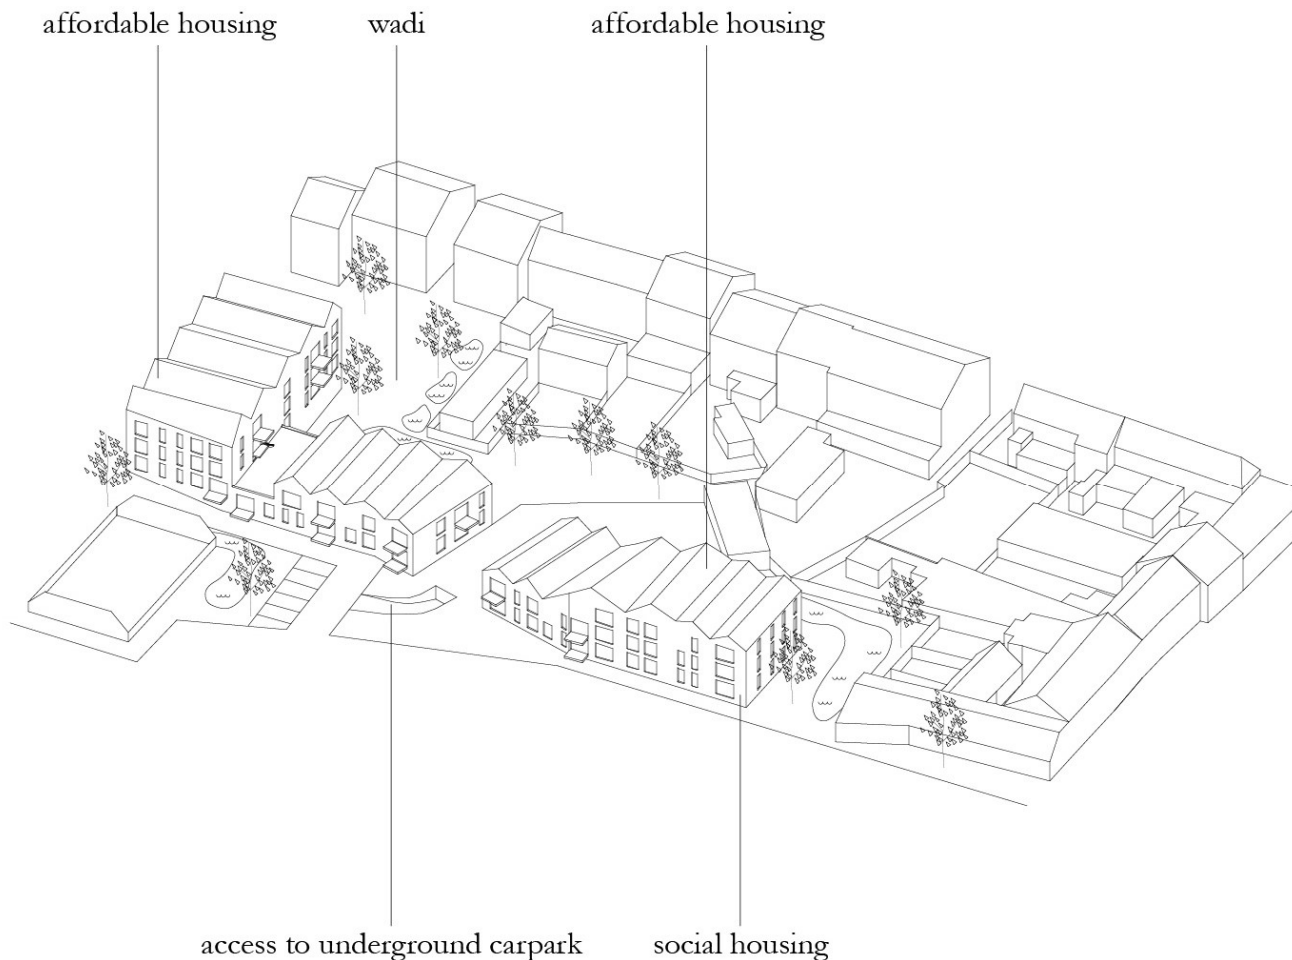 affordable housing
wadi
affordable housing
access to underground carpark
social housing